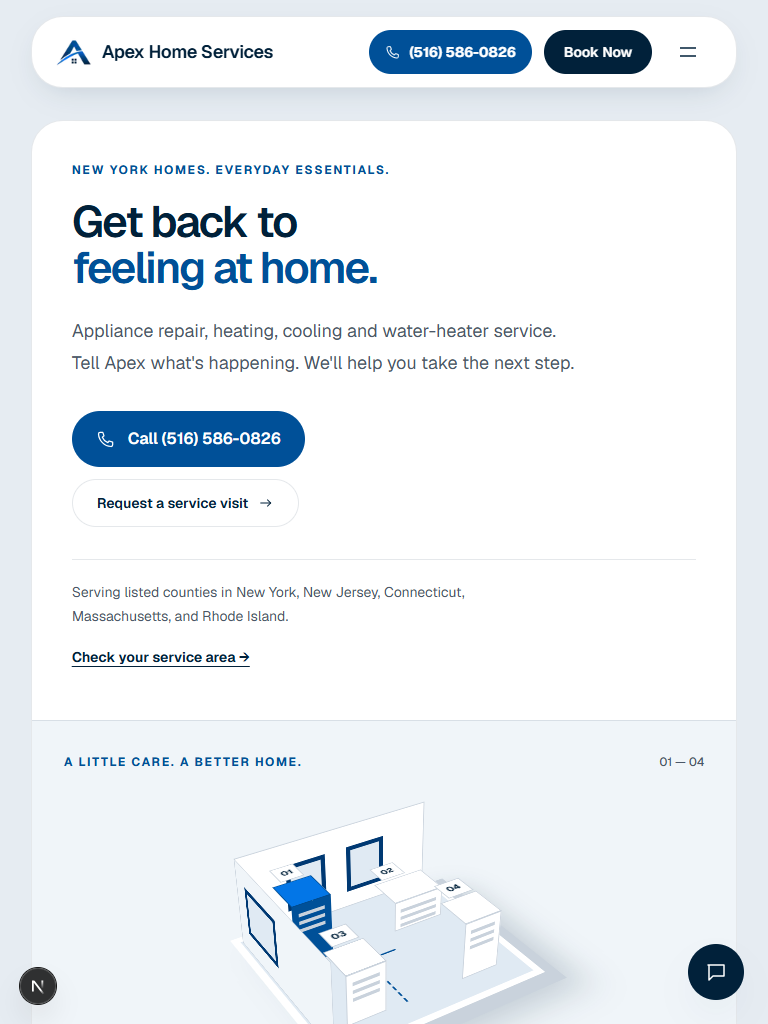 Apex Home Services
(516) 586-0826
Book Now
NEW YORK HOMES. EVERYDAY ESSENTIALS.
Get back to
feeling at home.
Appliance repair, heating, cooling and water-heater service.
Tell Apex what's happening. We'll help you take the next step.
Call (516) 586-0826
Request a service visit →
Serving listed counties in New York, New Jersey, Connecticut,
Massachusetts, and Rhode Island.
Check your service area →
A LITTLE CARE. A BETTER HOME.
01 — 04
01
02
04
03
N